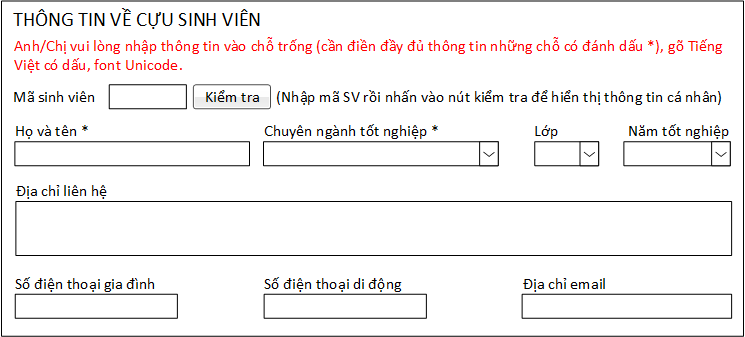 THÔNG TIN VỀ CỰU SINH VIÊN
Anh/Chị vui lòng nhập thông tin vào chỗ trống (cần điền đầy đủ thông tin những chỗ có đánh dấu *), gõ Tiếng
Việt có dấu, font Unicode.
Mã sinh viên Kiểm tra (Nhập mã SV rồi nhấn vào nút kiểm tra để hiển thị thông tin cá nhân)
Họ và tên * Chuyên ngành tốt nghiệp * Lớp Năm tốt nghiệp
Địa chỉ liên hệ
Số điện thoại gia đình Số điện thoại di động Địa chỉ email